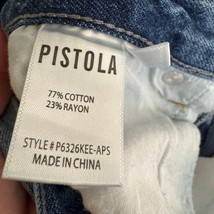 PISTOLA
77% COTTON
23% RAYON
STYLE# P6326KEE-APS
MADE IN CHINA